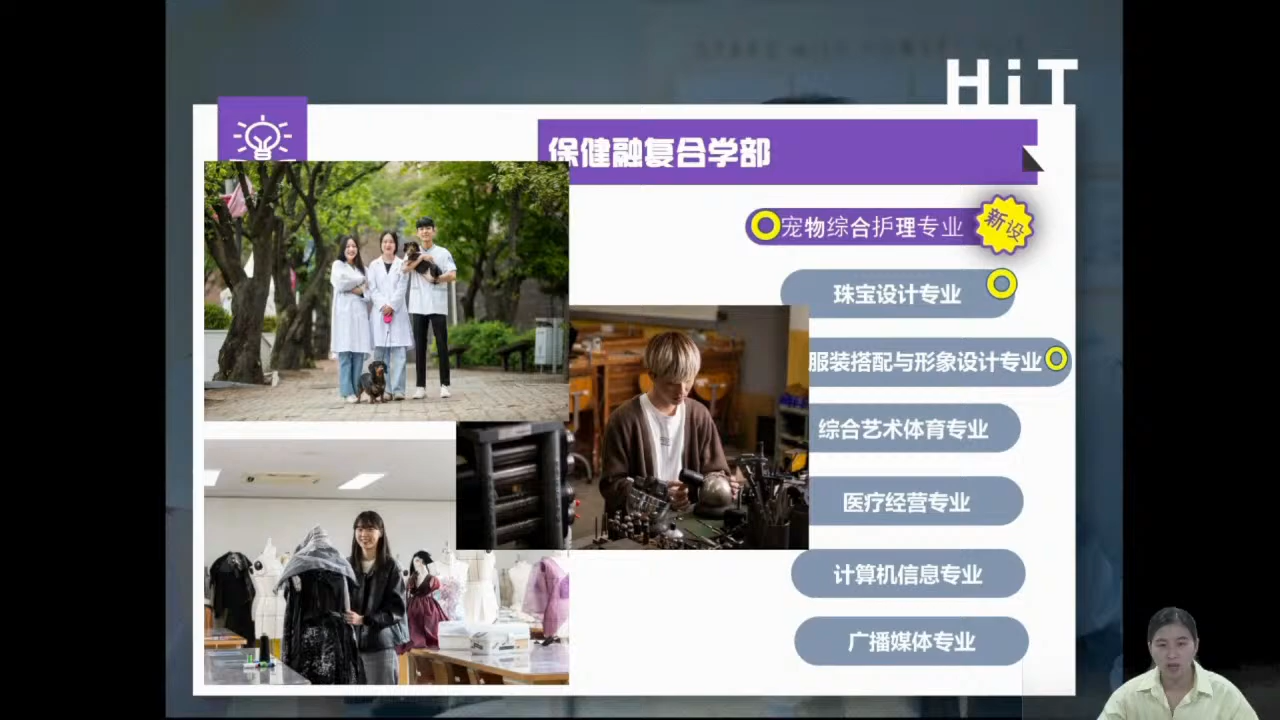 HiT
保健融复合学部
宠物综合护理专业
新设
珠宝设计专业
服装搭配与形象设计专业
综合艺术体育专业
医疗经营专业
计算机信息专业
广播媒体专业